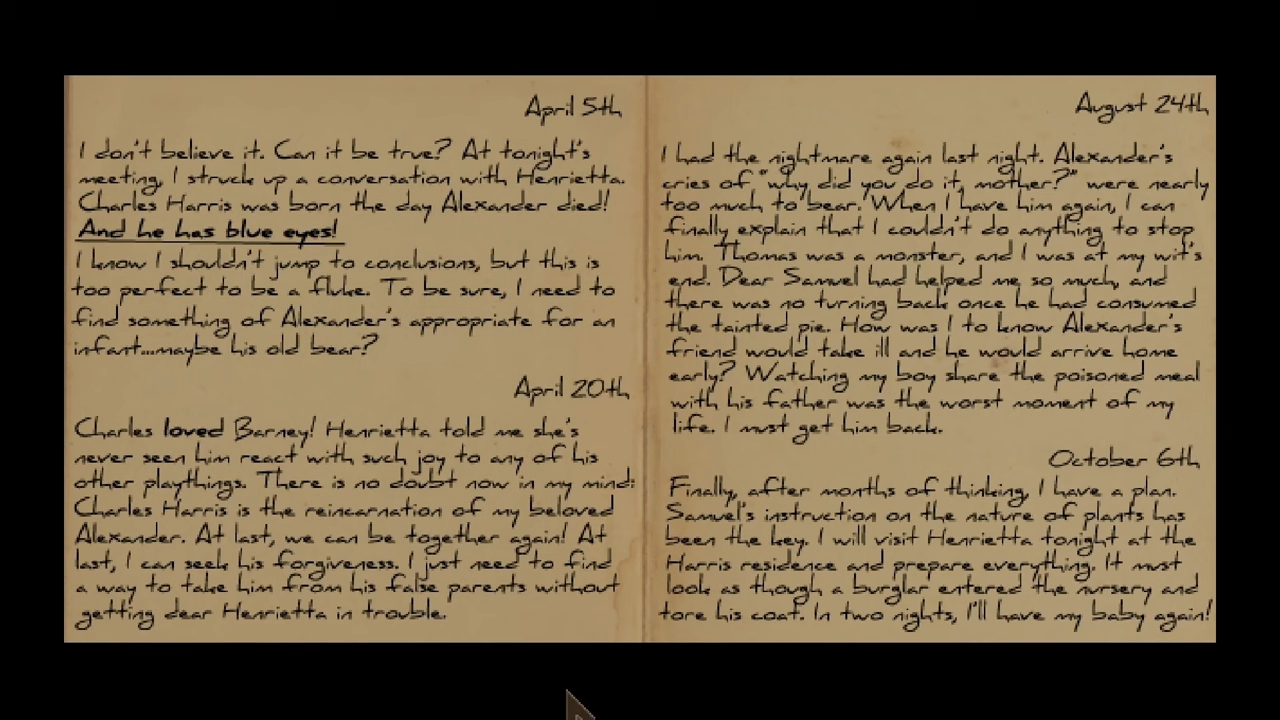 April 5th
I don't believe it. Can it be true? At tonight's
meeting, I struck up a conversation with Henrietta.
Charles Harris was born the day Alexander died!
And he has blue eyes!
I know I shouldn't jump to conclusions, but this is
too perfect to be a fluke. To be sure, I need to
find something of Alexander's appropriate for an
infant...maybe his old bear?
April 20th
Charles loved Barney! Henrietta told me she's
never seen him react with such joy to any of his
other playthings. There is no doubt now in my mind:
Charles Harris is the reincarnation of my beloved
Alexander. At last, we can be together again! At
last, I can seek his forgiveness. I just need to find
a way to take him from his false parents without
getting dear Henrietta in trouble.
August 24th
I had the nightmare again last night. Alexander's
cries of "why did you do it, mother?" were nearly
too much to bear. When I have him again, I can
finally explain that I couldn't do anything to stop
him. Thomas was a monster, and I was at my wit's
end. Dear Samuel had helped me so much, and
there was no turning back once he had consumed
the tainted pie. How was I to know Alexander's
friend would take ill and he would arrive home
early? Watching my boy share the poisoned meal
with his father was the worst moment of my
life. I must get him back.
October 6th
Finally, after months of thinking, I have a plan.
Samuel's instruction on the nature of plants has
been the key. I will visit Henrietta tonight at the
Harris residence and prepare everything. It must
look as though a burglar entered the nursery and
tore his coat. In two nights, I'll have my baby again!